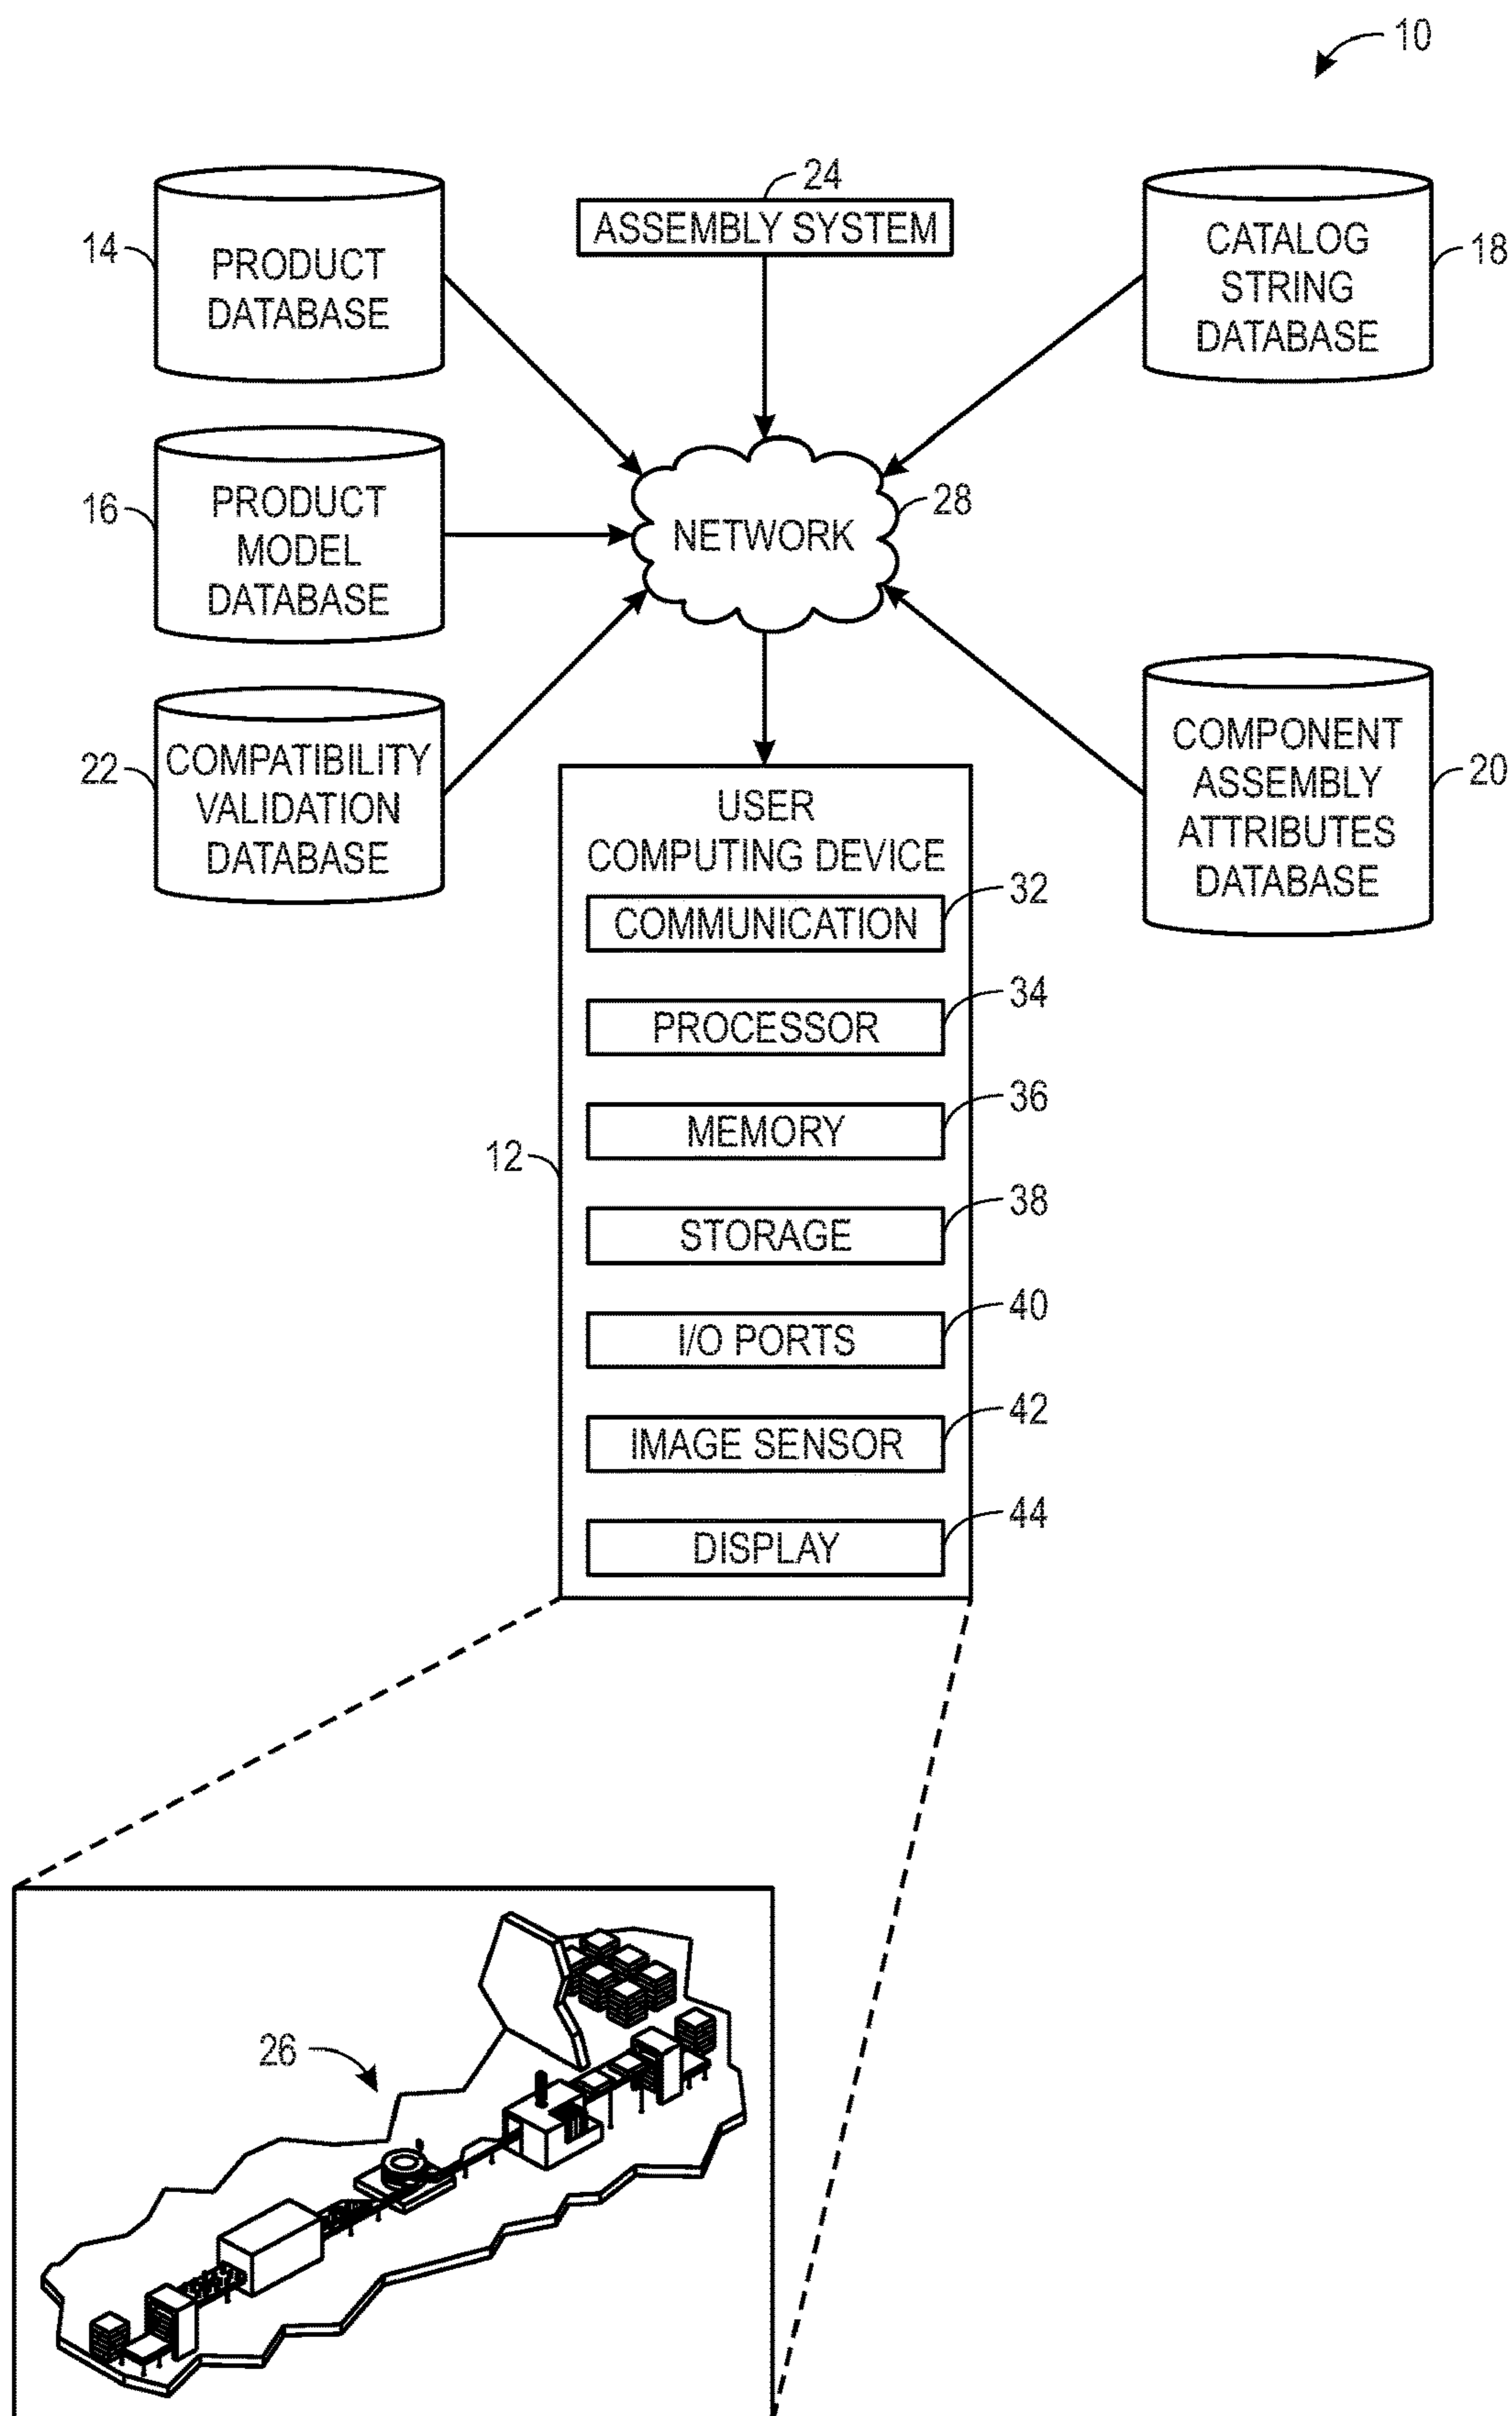 10
24
ASSEMBLY SYSTEM
14
PRODUCT
DATABASE
CATALOG
STRING
DATABASE
18
16
PRODUCT
MODEL
DATABASE
NETWORK
28
22
COMPATIBILITY
VALIDATION
DATABASE
COMPONENT
ASSEMBLY
ATTRIBUTES
DATABASE
20
USER
COMPUTING DEVICE
12
COMMUNICATION
32
PROCESSOR
34
MEMORY
36
STORAGE
38
I/O PORTS
40
IMAGE SENSOR
42
DISPLAY
44
26